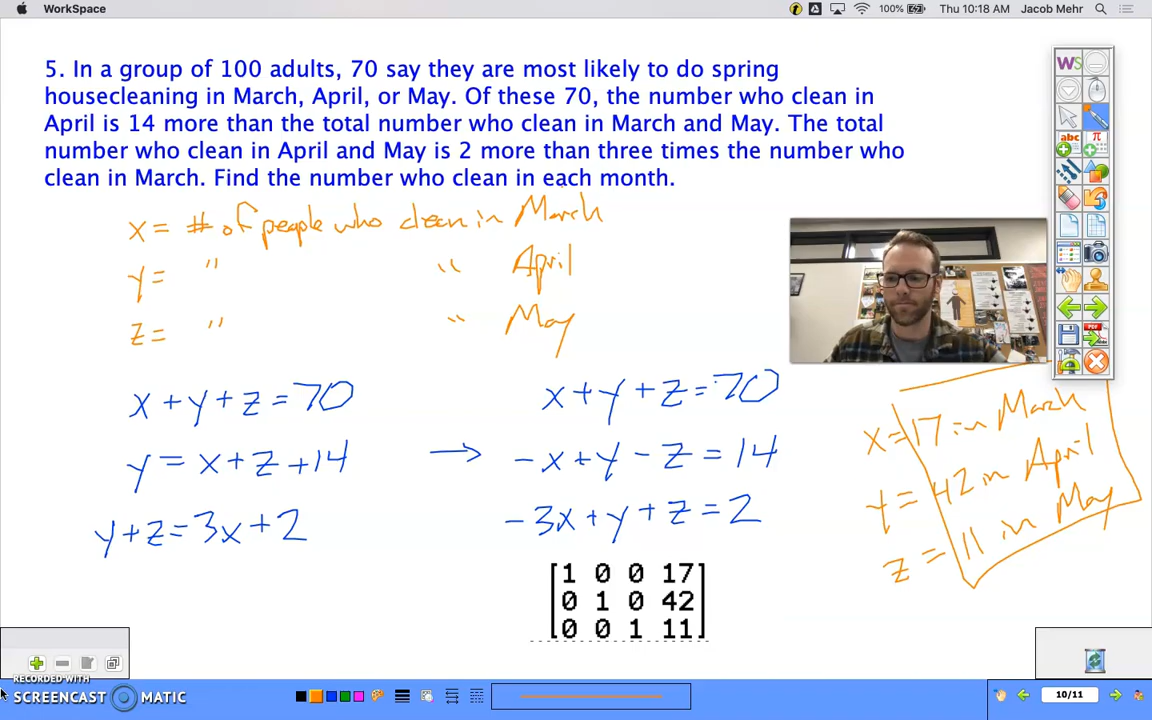 WorkSpace
100%
Thu 10:18 AM
Jacob Mehr
5. In a group of 100 adults, 70 say they are most likely to do spring
housecleaning in March, April, or May. Of these 70, the number who clean in
April is 14 more than the total number who clean in March and May. The total
number who clean in April and May is 2 more than three times the number who
clean in March. Find the number who clean in each month.
x = # of people who clean in March
y = " " April
z = " " May
x + y + z = 70
y = x + z + 14
y + z = 3x + 2
→
x + y + z = 70
-x + y - z = 14
-3x + y + z = 2
[1 0 0 17]
[0 1 0 42]
[0 0 1 11]
x = 17 in March
y = 42 in April
z = 11 in May
WS
abc
π
PDF
RECORDED WITH
SCREENCAST MATIC
10/11